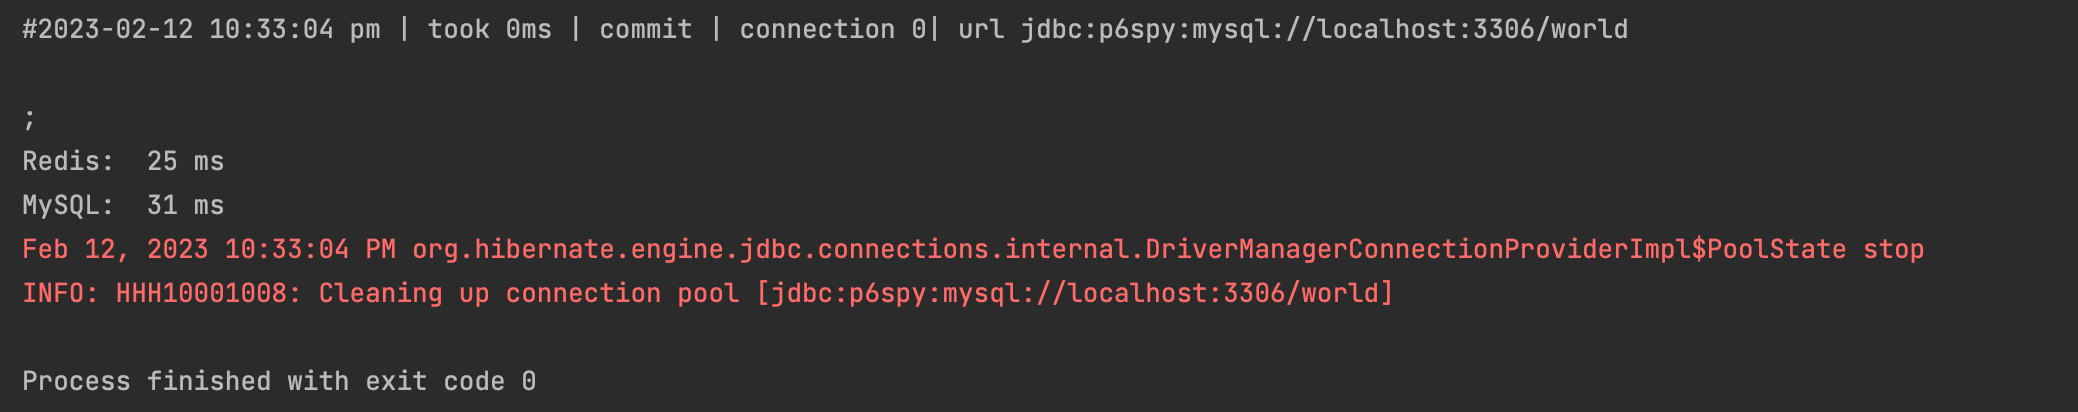 #2023-02-12 10:33:04 pm | took 0ms | commit | connection 0| url jdbc:p6spy:mysql://localhost:3306/world
;
Redis:  25 ms
MySQL:  31 ms
Feb 12, 2023 10:33:04 PM org.hibernate.engine.jdbc.connections.internal.DriverManagerConnectionProviderImpl$PoolState stop
INFO: HHH10001008: Cleaning up connection pool [jdbc:p6spy:mysql://localhost:3306/world]
Process finished with exit code 0